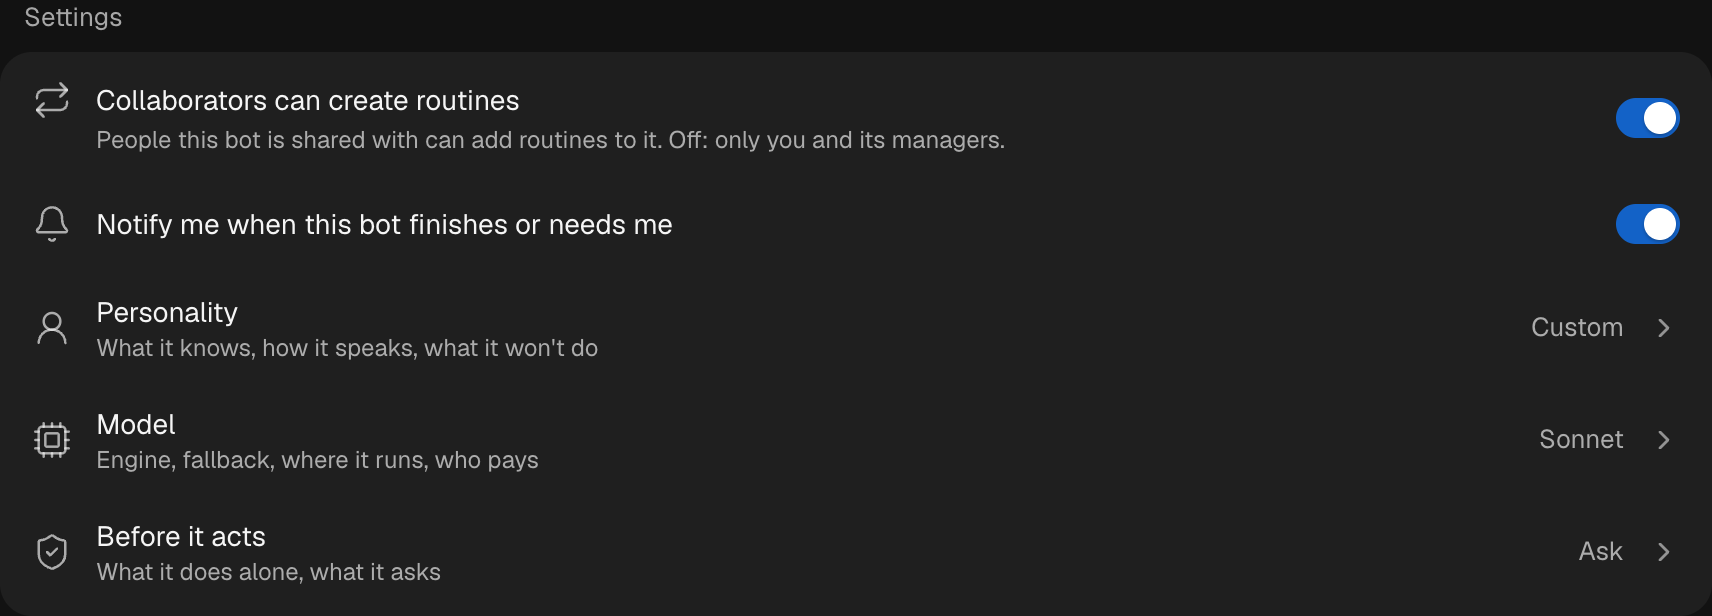 Settings
Collaborators can create routines
People this bot is shared with can add routines to it. Off: only you and its managers.
Notify me when this bot finishes or needs me
Personality
What it knows, how it speaks, what it won't do
Custom
Model
Engine, fallback, where it runs, who pays
Sonnet
Before it acts
What it does alone, what it asks
Ask